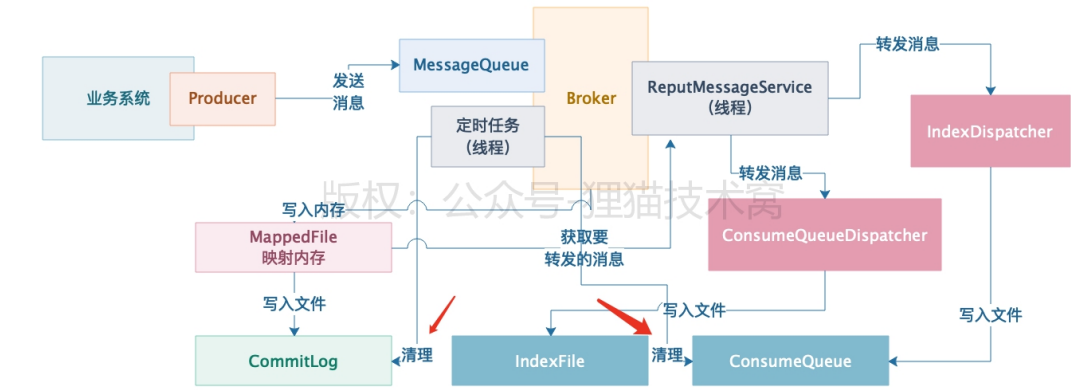 转发消息
MessageQueue
ReputMessageService
（线程）
业务系统
Producer
发送
消息
Broker
定时任务
（线程）
IndexDispatcher
转发消息
版权：公众号-狸猫技术窝
写入内存
MappedFile
映射内存
获取要
转发的消息
ConsumeQueueDispatcher
写入文件
写入文件
写入文件
CommitLog
清理
IndexFile
清理
ConsumeQueue